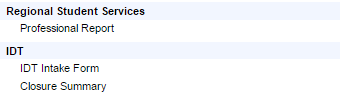 Regional Student Services
Professional Report
IDT
IDT Intake Form
Closure Summary